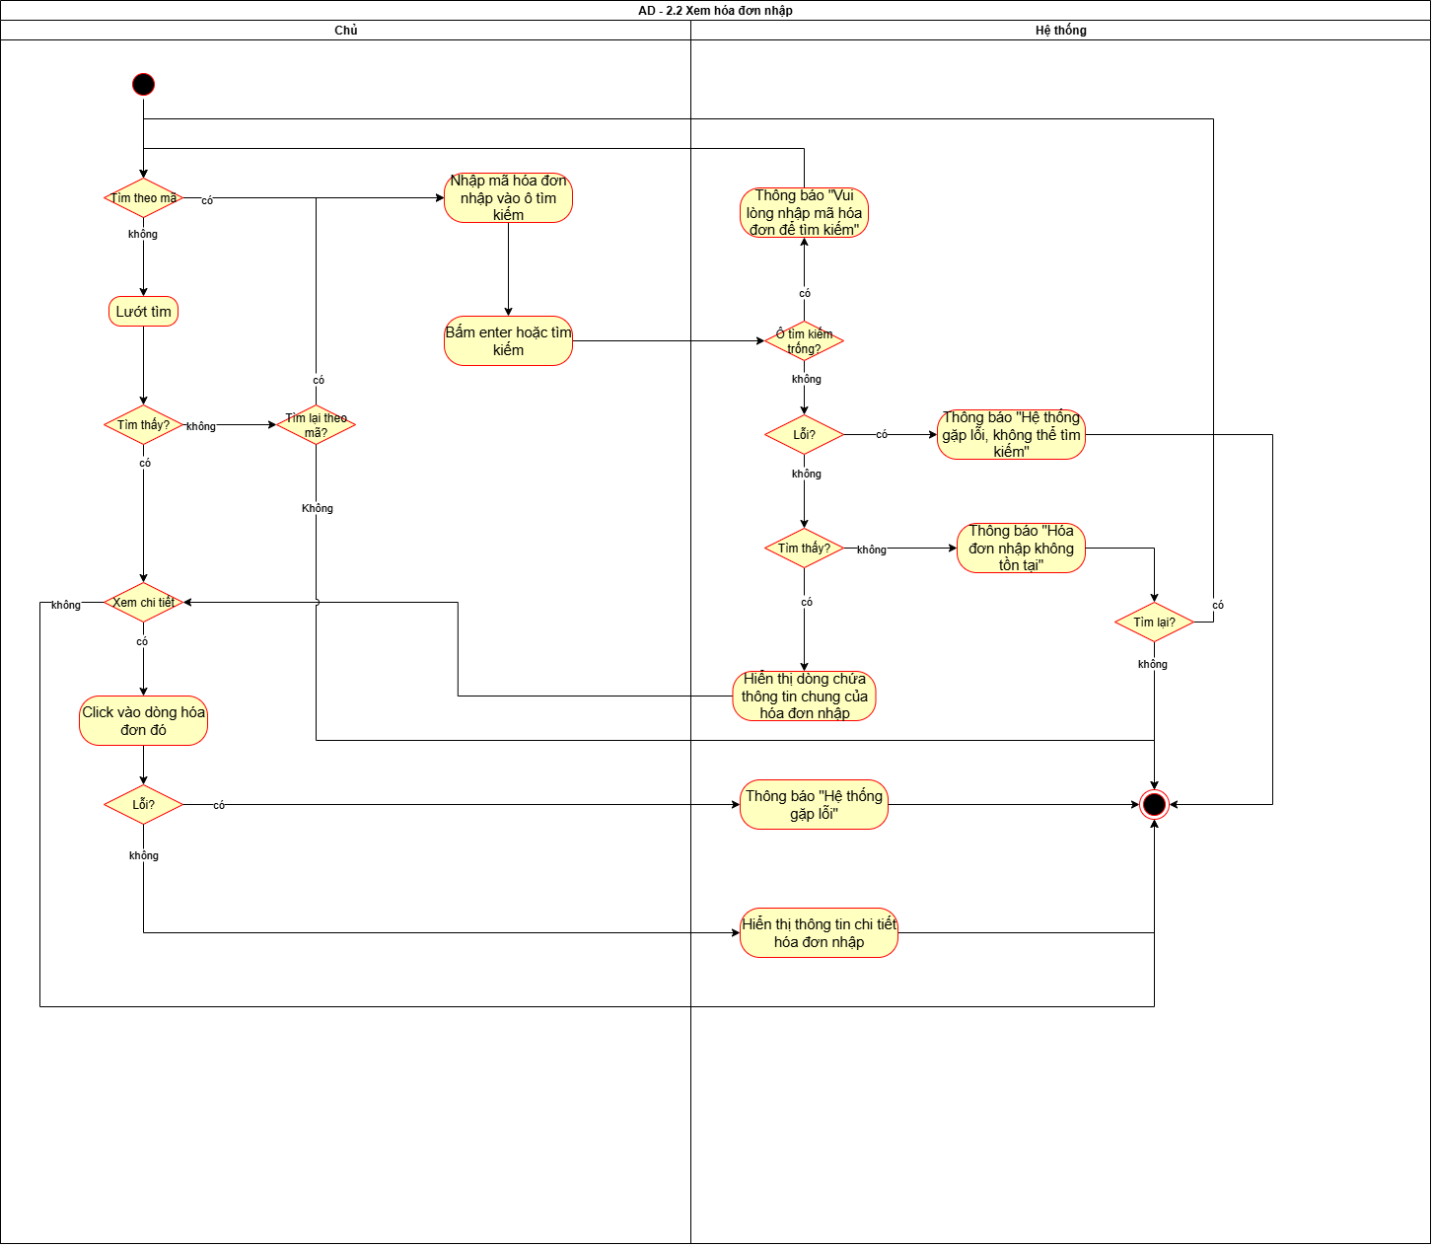 AD - 2.2 Xem hóa đơn nhập
Chủ
Hệ thống
Tìm theo mã
có
không
Nhập mã hóa đơn
nhập vào ô tìm
kiếm
Thông báo "Vui
lòng nhập mã hóa
đơn để tìm kiếm"
có
Lướt tìm
Bấm enter hoặc tìm
kiếm
Ô tìm kiếm
trống?
không
có
Tìm thấy?
không
Tìm lại theo
mã?
Lỗi?
có
Thông báo "Hệ thống
gặp lỗi, không thể tìm
kiếm"
có
không
Không
Tìm thấy?
không
Thông báo "Hóa
đơn nhập không
tồn tại"
không
Xem chi tiết
có
có
Tìm lại?
có
không
Click vào dòng hóa
đơn đó
Hiển thị dòng chứa
thông tin chung của
hóa đơn nhập
Lỗi?
có
Thông báo "Hệ thống
gặp lỗi"
không
Hiển thị thông tin chi tiết
hóa đơn nhập